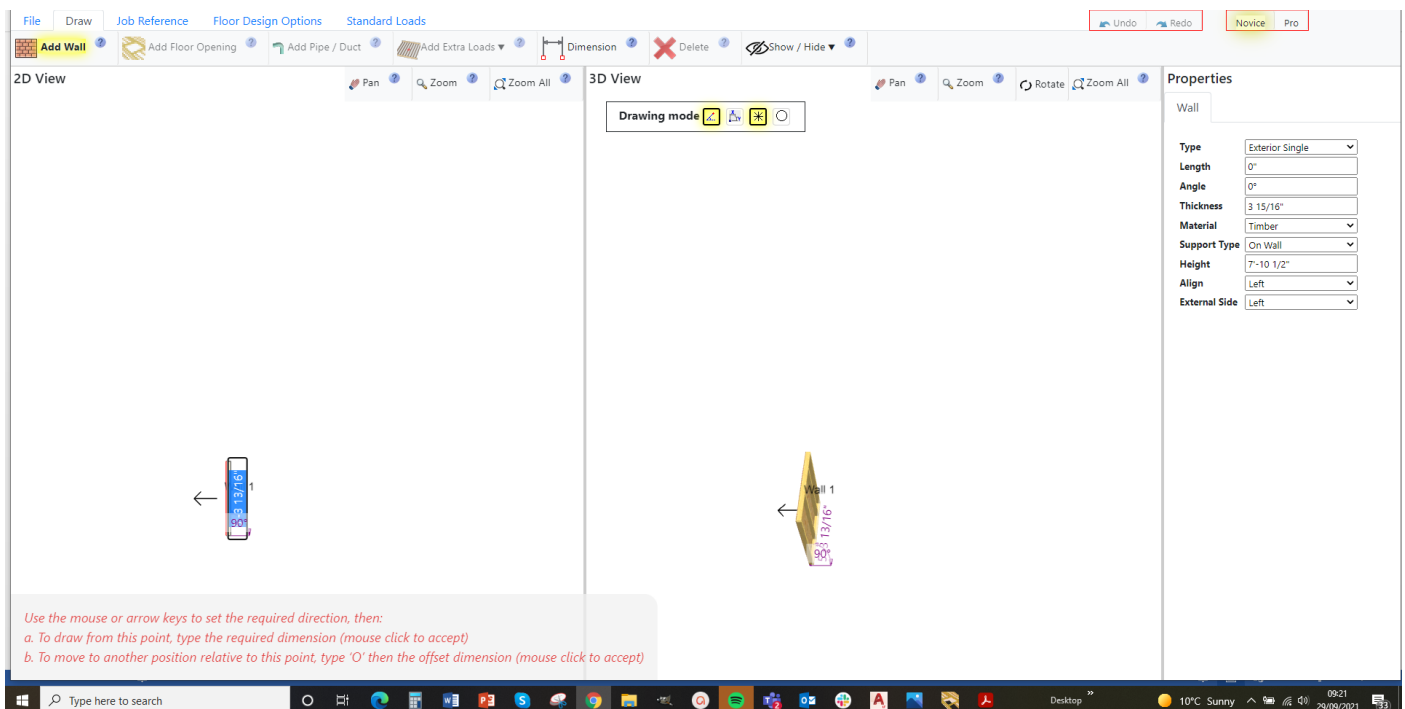 File Draw Job Reference Floor Design Options Standard Loads Undo Redo Novice Pro
Add Wall ? Add Floor Opening ? Add Pipe / Duct ? Add Extra Loads ▾ ? Dimension ? Delete ? Show / Hide ▾ ?
2D View Pan ? Zoom ? Zoom All ?
3D View Pan ? Zoom ? Rotate Zoom All ?
Drawing mode
Properties
Wall
Type Exterior Single
Length 0"
Angle 0°
Thickness 3 15/16"
Material Timber
Support Type On Wall
Height 7'-10 1/2"
Align Left
External Side Left
1
3 13/16"
90°
Wall 1
3 13/16"
90°
Use the mouse or arrow keys to set the required direction, then:
a. To draw from this point, type the required dimension (mouse click to accept)
b. To move to another position relative to this point, type 'O' then the offset dimension (mouse click to accept)
Type here to search Desktop » 10°C Sunny 09:21
29/09/2021 33